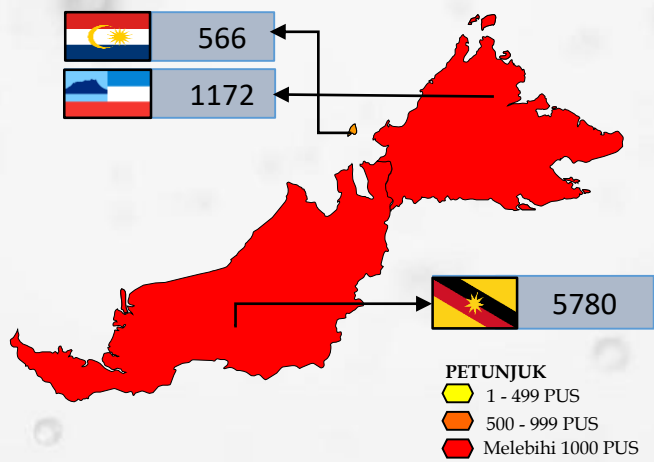 566
1172
5780
PETUNJUK
1 - 499 PUS
500 - 999 PUS
Melebihi 1000 PUS